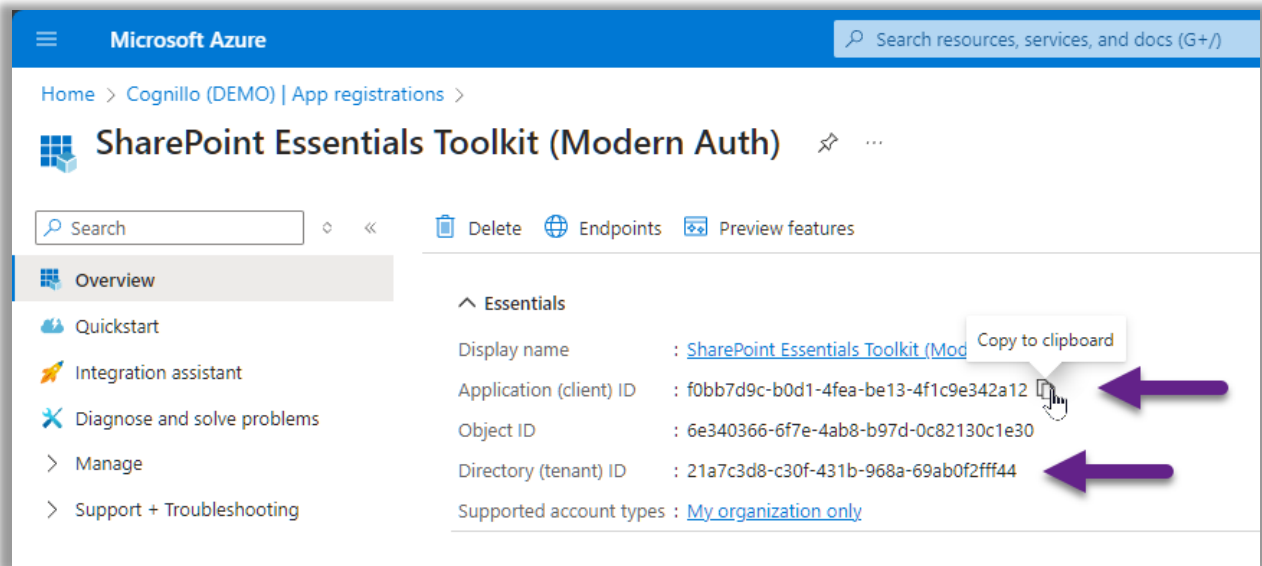 Microsoft Azure
Search resources, services, and docs (G+/)
Home > Cognillo (DEMO) | App registrations >
SharePoint Essentials Toolkit (Modern Auth) ...
Search
Delete Endpoints Preview features
Overview
Quickstart
Integration assistant
Diagnose and solve problems
Manage
Support + Troubleshooting
Essentials
Copy to clipboard
Display name : SharePoint Essentials Toolkit (Mod
Application (client) ID : f0bb7d9c-b0d1-4fea-be13-4f1c9e342a12
Object ID : 6e340366-6f7e-4ab8-b97d-0c82130c1e30
Directory (tenant) ID : 21a7c3d8-c30f-431b-968a-69ab0f2fff44
Supported account types : My organization only